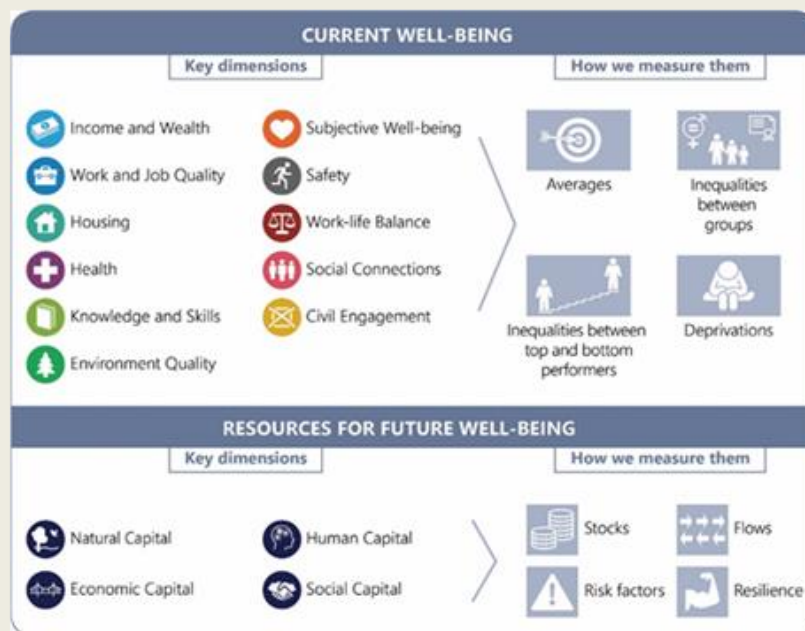 CURRENT WELL-BEING
Key dimensions
How we measure them
Income and Wealth
Work and Job Quality
Housing
Health
Knowledge and Skills
Environment Quality
Subjective Well-being
Safety
Work-life Balance
Social Connections
Civil Engagement
Averages
Inequalities
between
groups
Inequalities between
top and bottom
performers
Deprivations
RESOURCES FOR FUTURE WELL-BEING
Key dimensions
How we measure them
Natural Capital
Economic Capital
Human Capital
Social Capital
Stocks
Flows
Risk factors
Resilience